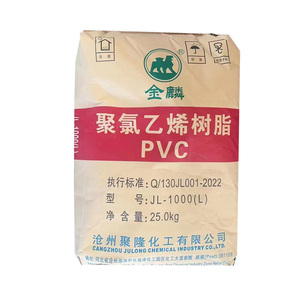 金麟
聚氯乙烯树脂
PVC
执行标准: Q/130JL001-2022
型 号: JL-1000(L)
净 含 量: 25.0kg
沧州聚隆化工有限公司
CANGZHOU JULONG CHEMICAL INDUSTRY CO.,LTD.